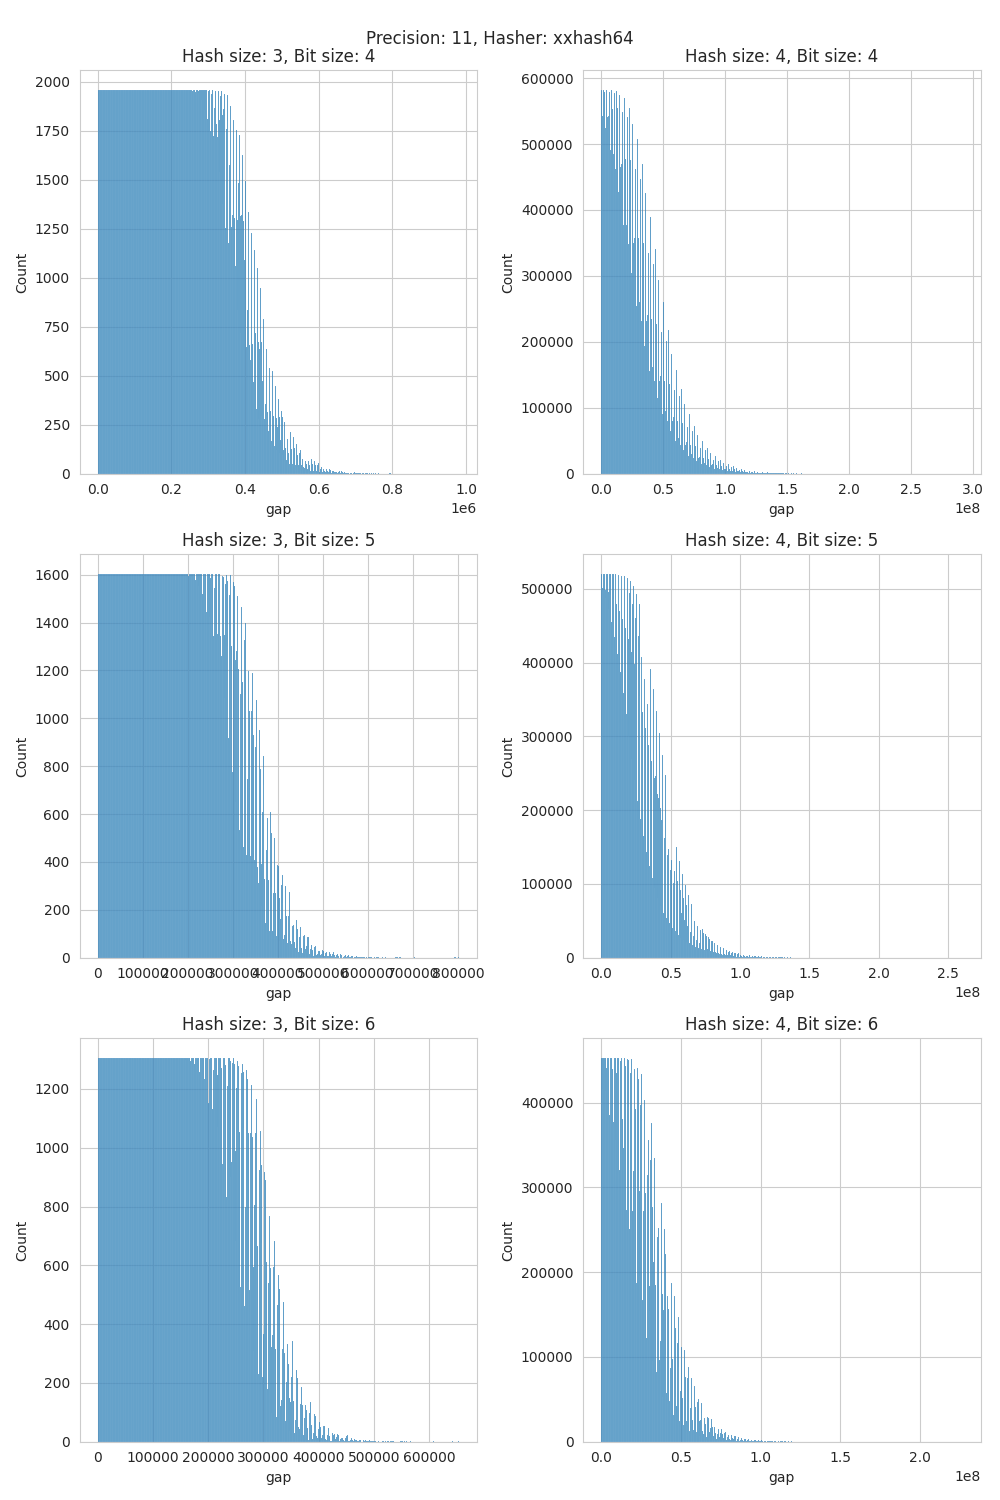 Precision: 11, Hasher: xxhash64
Hash size: 3, Bit size: 4
2000
1750
1500
1250
1000
750
500
250
0
Count
0.0 0.2 0.4 0.6 0.8 1.0
1e6
gap
Hash size: 4, Bit size: 4
600000
500000
400000
300000
200000
100000
0
Count
0.0 0.5 1.0 1.5 2.0 2.5 3.0
1e8
gap
Hash size: 3, Bit size: 5
1600
1400
1200
1000
800
600
400
200
0
Count
0 100000 200000 300000 400000 500000 600000 700000 800000
gap
Hash size: 4, Bit size: 5
500000
400000
300000
200000
100000
0
Count
0.0 0.5 1.0 1.5 2.0 2.5
1e8
gap
Hash size: 3, Bit size: 6
1200
1000
800
600
400
200
0
Count
0 100000 200000 300000 400000 500000 600000
gap
Hash size: 4, Bit size: 6
400000
300000
200000
100000
0
Count
0.0 0.5 1.0 1.5 2.0
1e8
gap